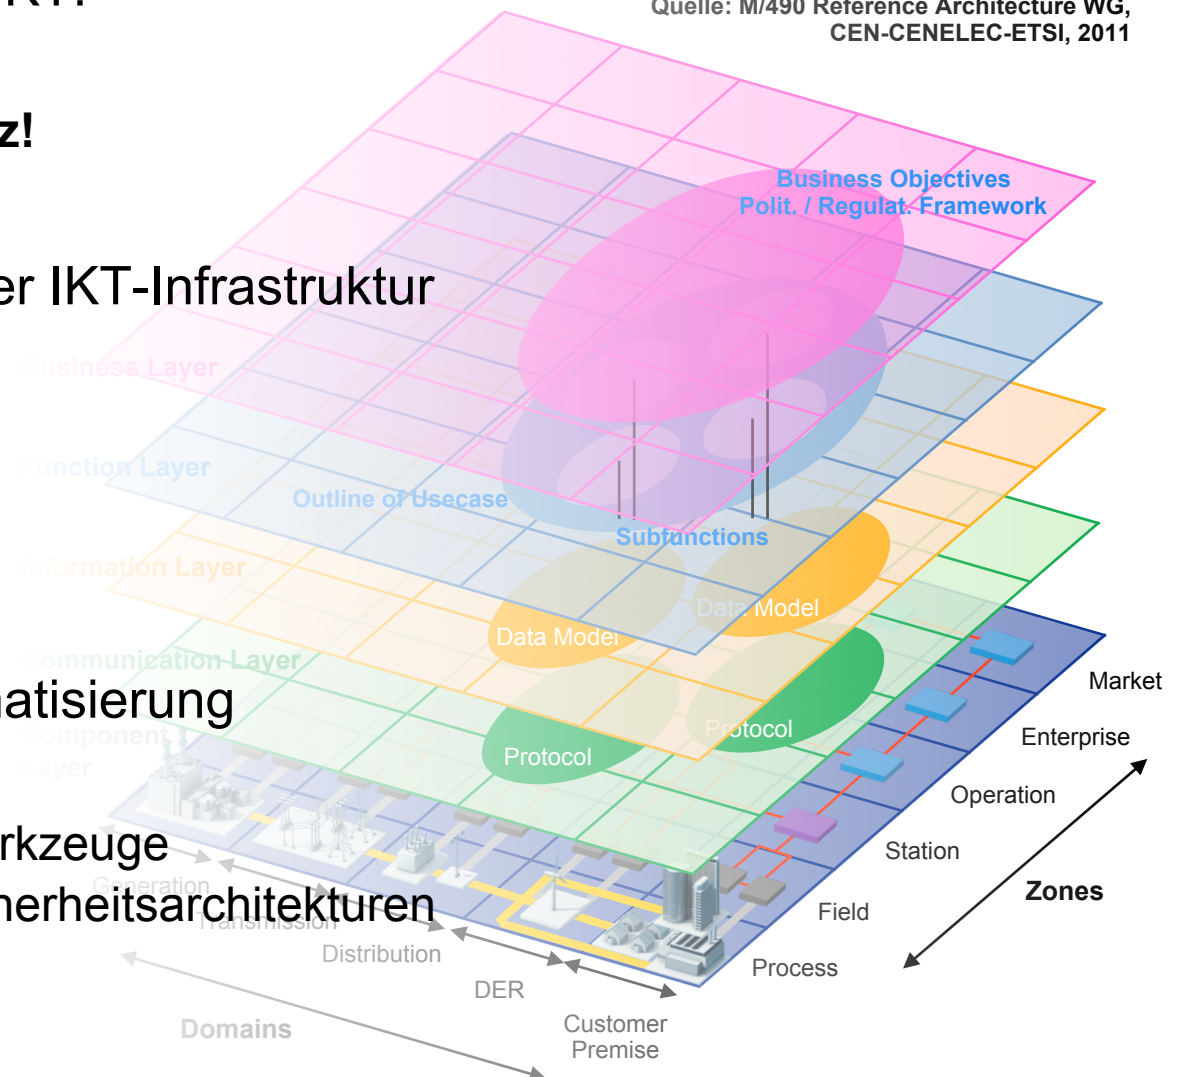 Quelle: M/490 Reference Architecture WG,
CEN-CENELEC-ETSI, 2011
z!
Business Objectives
Polit. / Regulat. Framework
er IKT-Infrastruktur
Business Layer
Function Layer
Outline of Usecase
Subfunctions
Information Layer
Data Model
Data Model
Communication Layer
matisierung
Market
Protocol
Component
Layer
Enterprise
Protocol
Operation
rkzeuge
Station
Generation
Zones
herheitsarchitekturen
Transmission
Field
Distribution
Process
DER
Domains
Customer
Premise